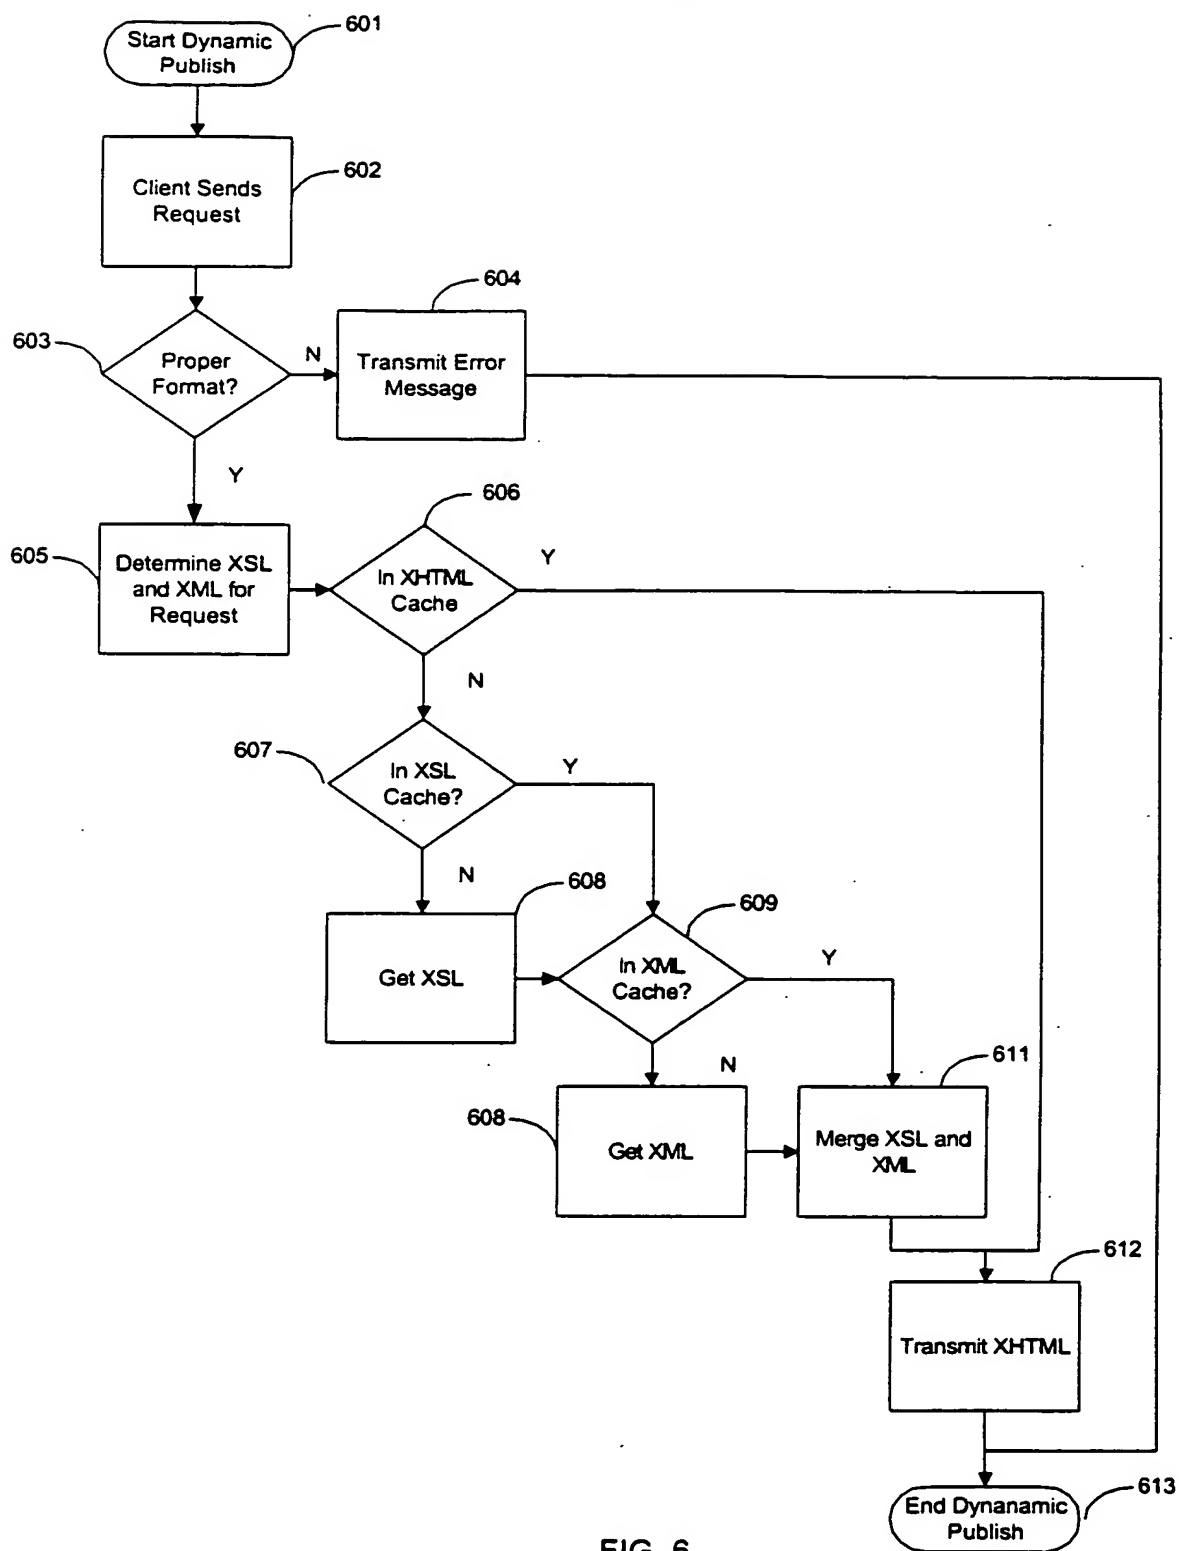 Start Dynamic
Publish
601
Client Sends
Request
602
603
Proper
Format?
N
604
Transmit Error
Message
Y
605
Determine XSL
and XML for
Request
606
In XHTML
Cache
Y
N
607
In XSL
Cache?
Y
N
608
Get XSL
609
In XML
Cache?
Y
N
608
Get XML
611
Merge XSL and
XML
612
Transmit XHTML
613
End Dynanamic
Publish
FIG. 6